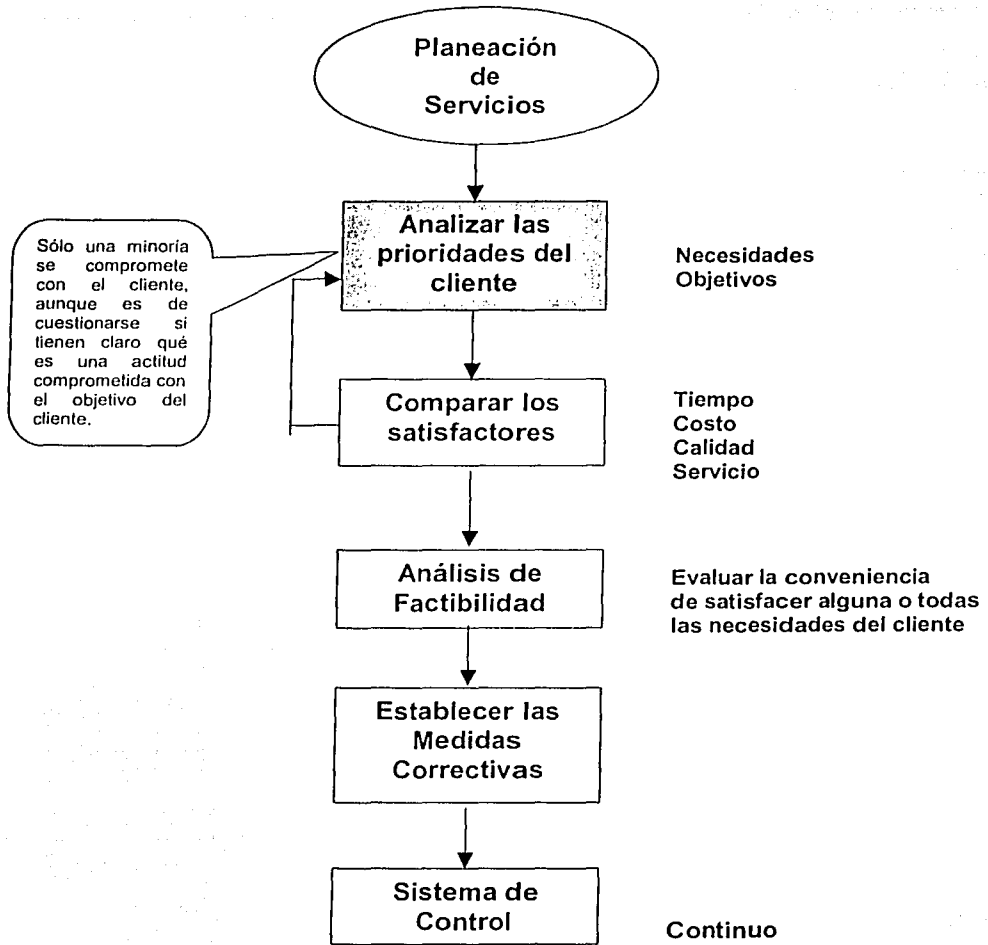 Planeación
de
Servicios
Analizar las
prioridades del
cliente
Necesidades
Objetivos
Sólo una minoría
se compromete
con el cliente,
aunque es de
cuestionarse si
tienen claro qué
es una actitud
comprometida con
el objetivo del
cliente.
Comparar los
satisfactores
Tiempo
Costo
Calidad
Servicio
Análisis de
Factibilidad
Evaluar la conveniencia
de satisfacer alguna o todas
las necesidades del cliente
Establecer las
Medidas
Correctivas
Sistema de
Control
Continuo